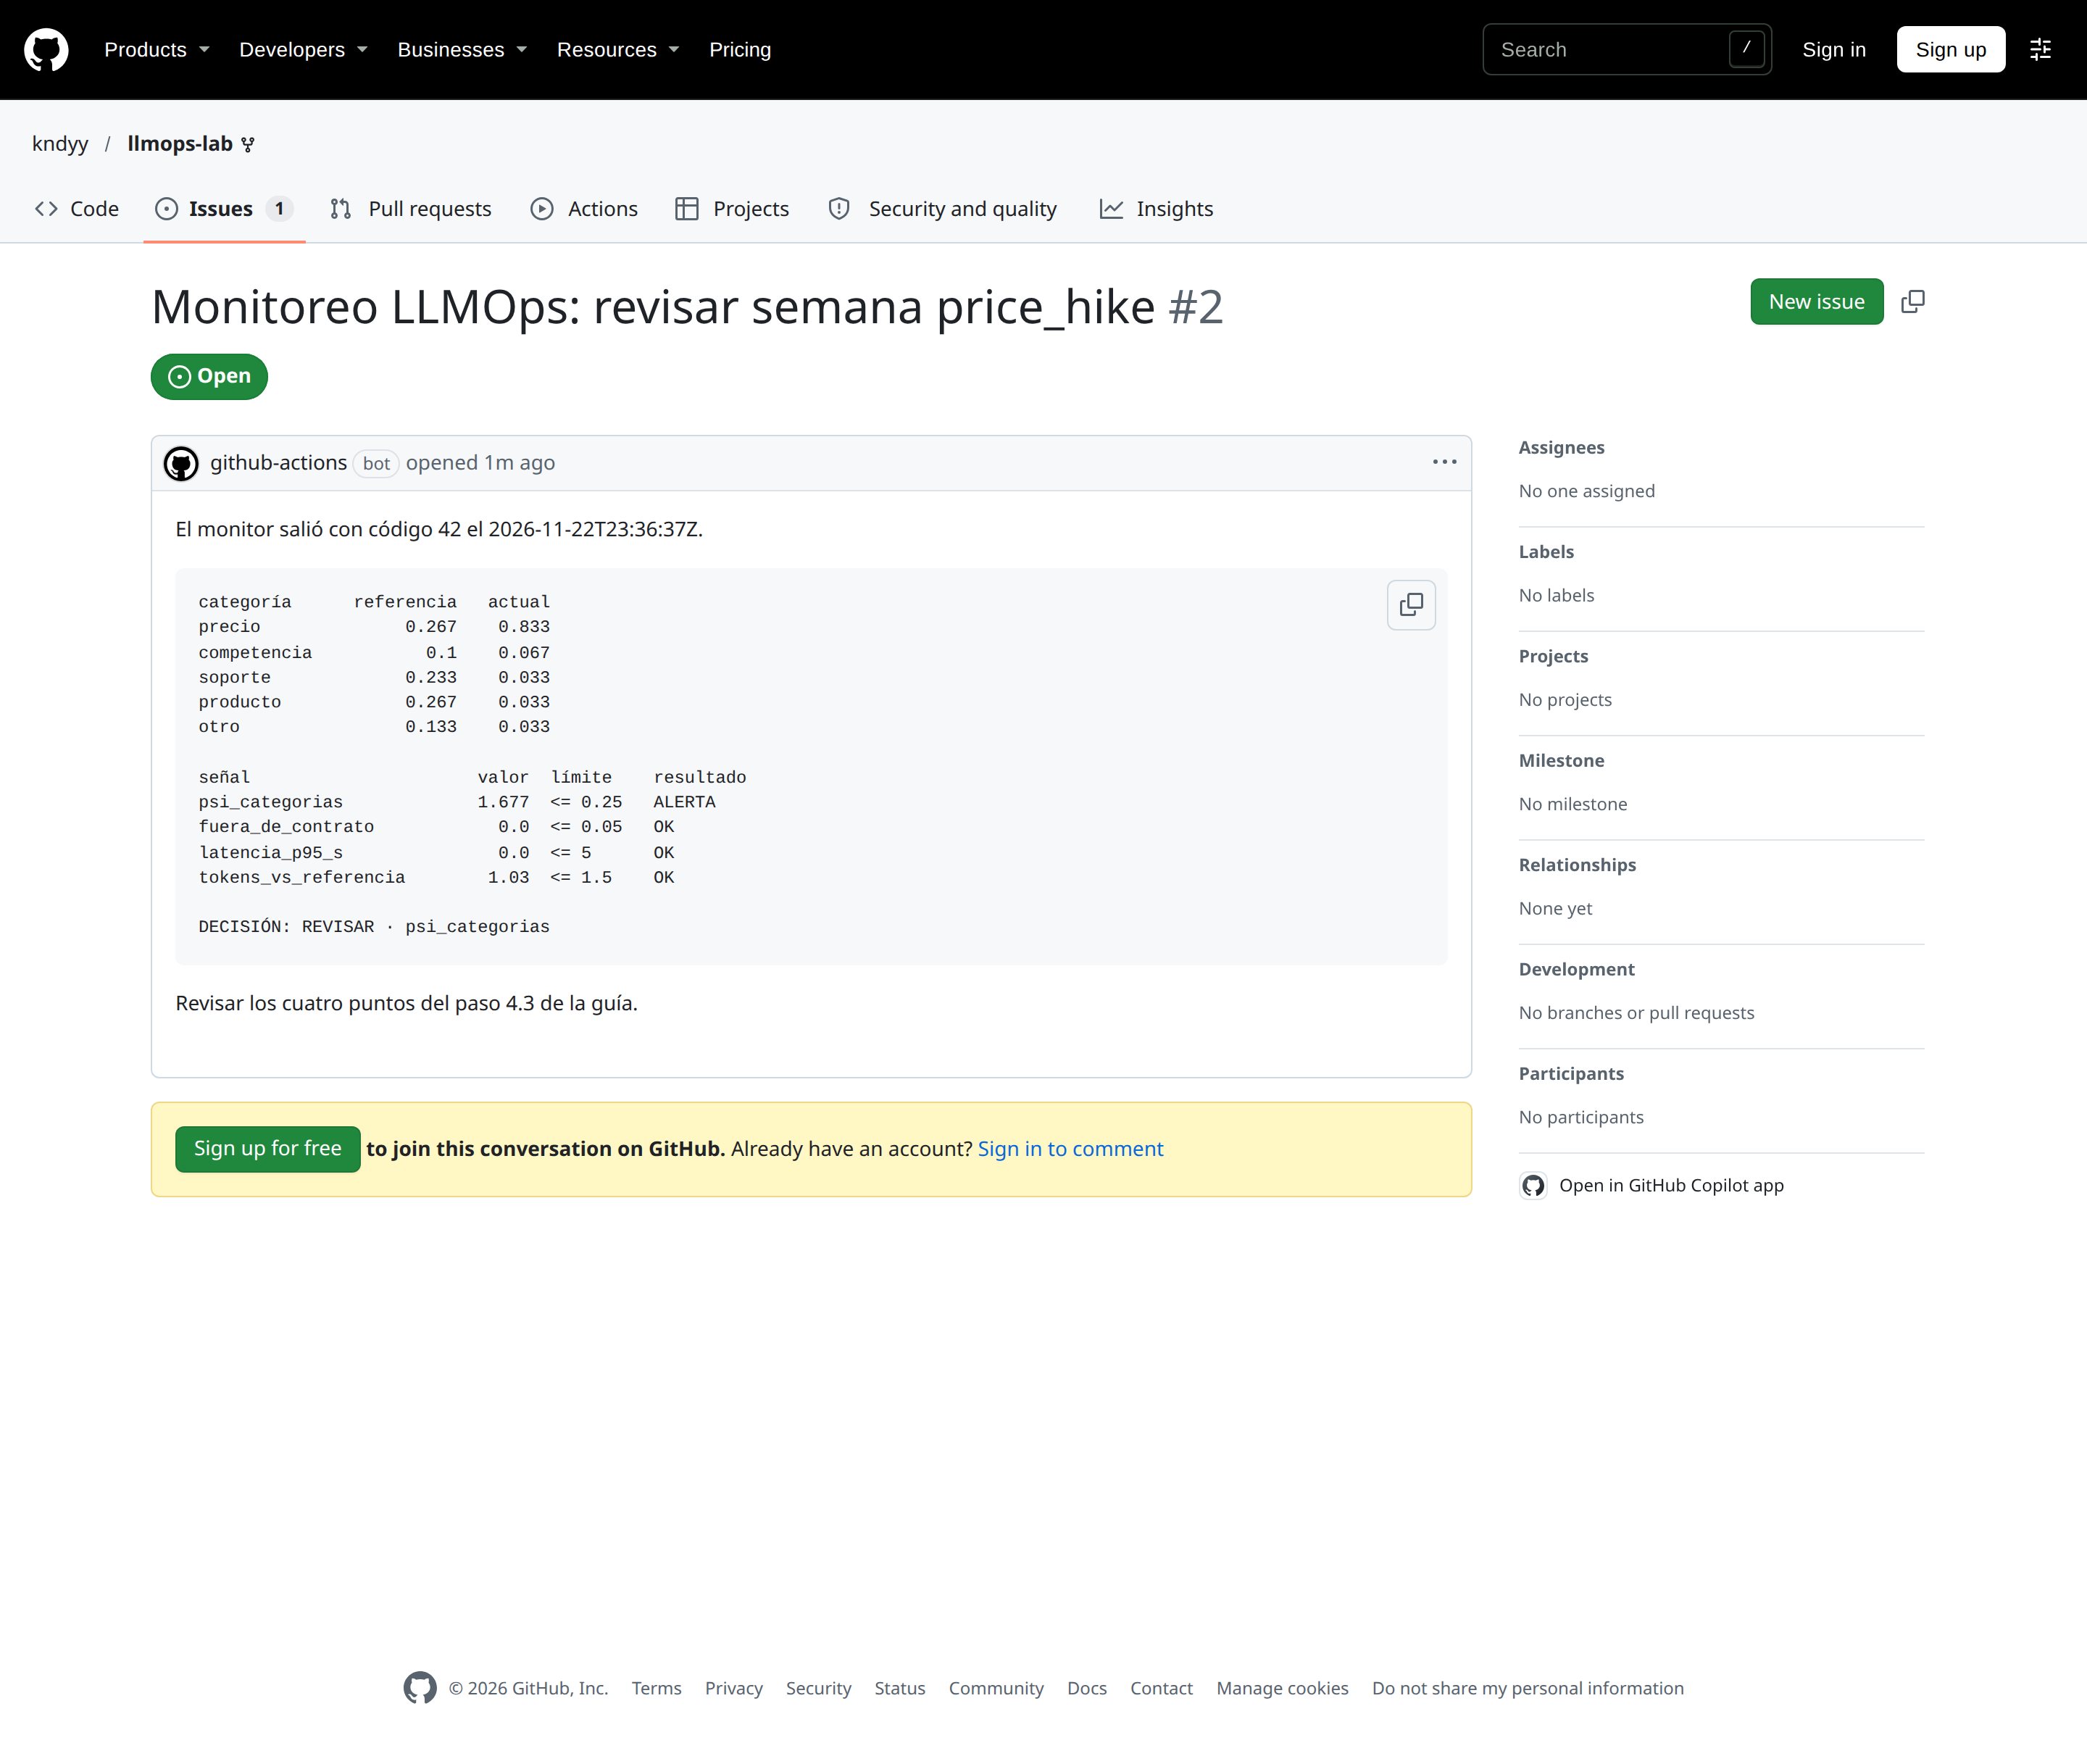 Products Developers Businesses Resources Pricing Search / Sign in Sign up
kndyy / llmops-lab
Code Issues 1 Pull requests Actions Projects Security and quality Insights
Monitoreo LLMOps: revisar semana price_hike #2
New issue
Open
github-actions bot opened 1m ago
El monitor salió con código 42 el 2026-11-22T23:36:37Z.
categoría referencia actual
precio 0.267 0.833
competencia 0.1 0.067
soporte 0.233 0.033
producto 0.267 0.033
otro 0.133 0.033
señal valor límite resultado
psi_categorias 1.677 <= 0.25 ALERTA
fuera_de_contrato 0.0 <= 0.05 OK
latencia_p95_s 0.0 <= 5 OK
tokens_vs_referencia 1.03 <= 1.5 OK
DECISIÓN: REVISAR · psi_categorias
Revisar los cuatro puntos del paso 4.3 de la guía.
Sign up for free to join this conversation on GitHub. Already have an account? Sign in to comment
Assignees
No one assigned
Labels
No labels
Projects
No projects
Milestone
No milestone
Relationships
None yet
Development
No branches or pull requests
Participants
No participants
Open in GitHub Copilot app
© 2026 GitHub, Inc. Terms Privacy Security Status Community Docs Contact Manage cookies Do not share my personal information